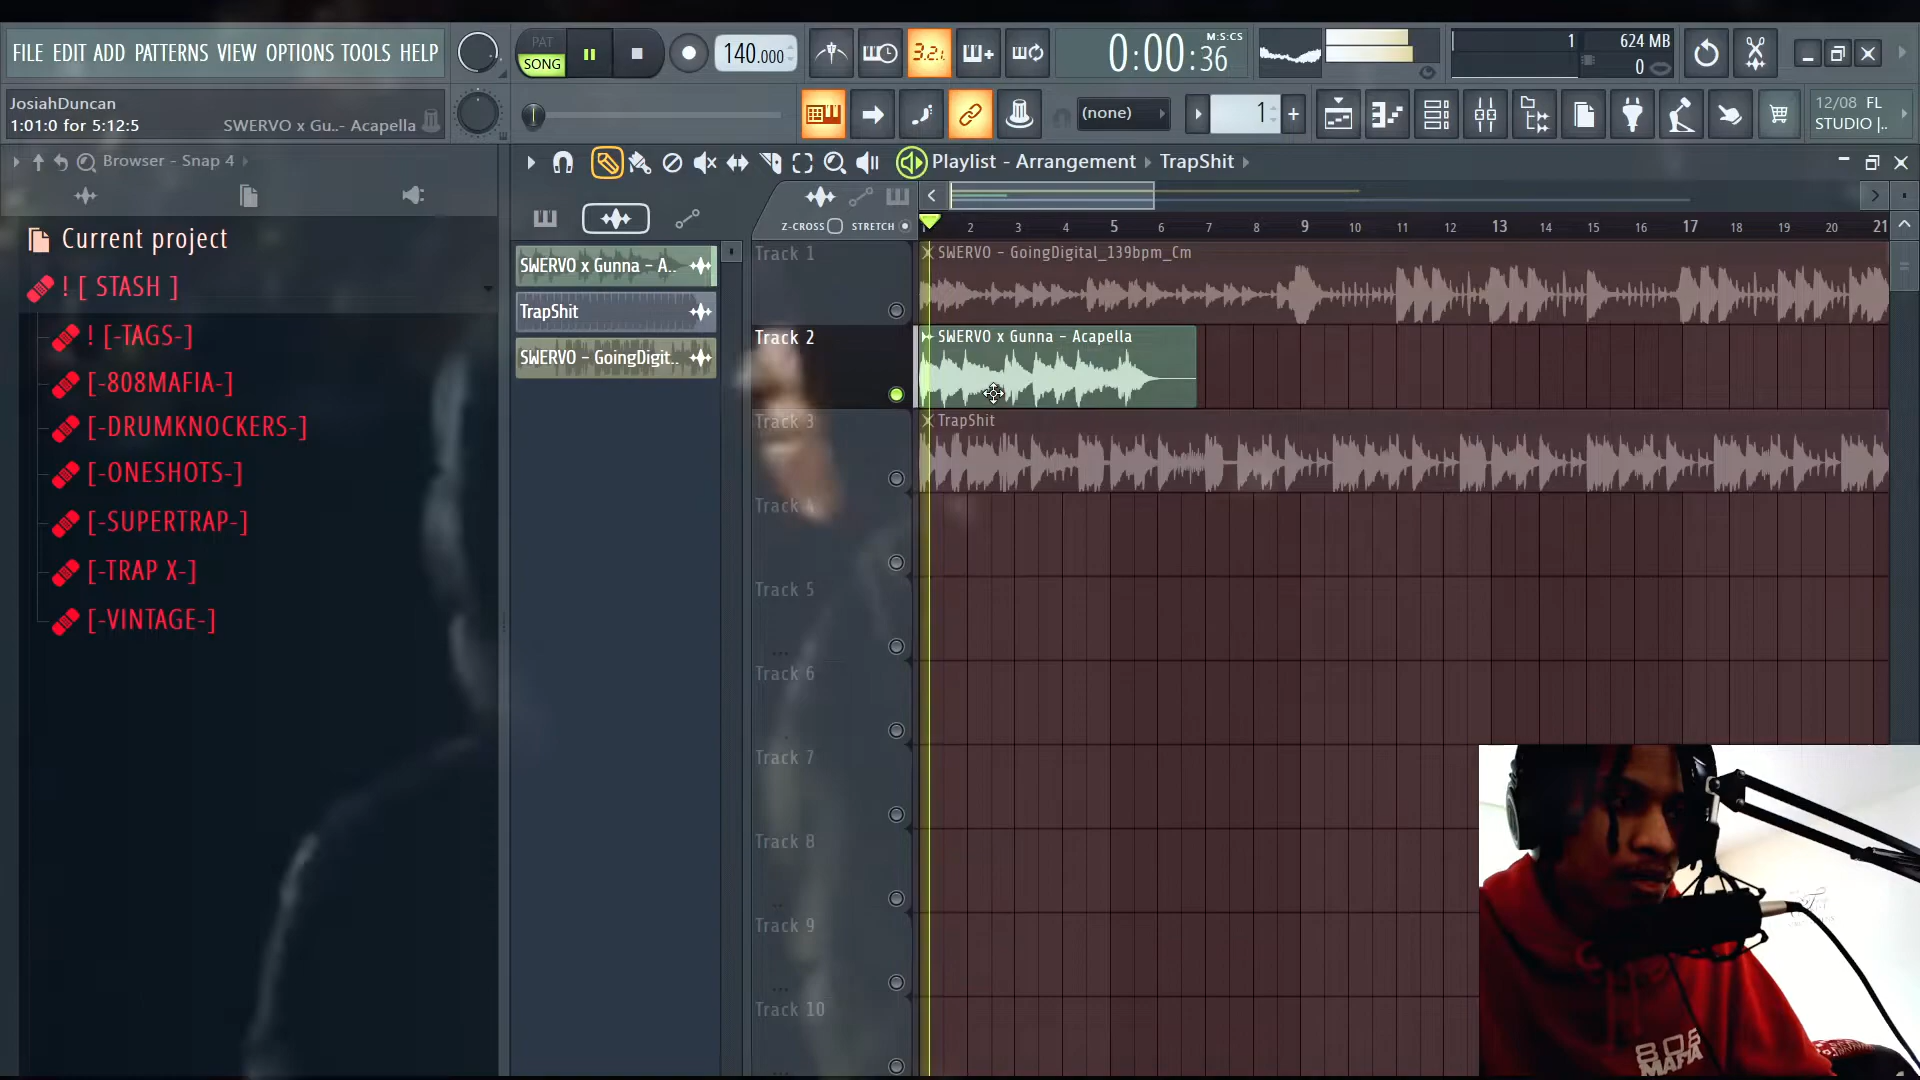 FILE EDIT ADD PATTERNS VIEW OPTIONS TOOLS HELP
PAT
SONG
140.000
3.2.
0:00:36
M:S:CS
1
624 MB
0
JosiahDuncan
1:01:0 for 5:12:5
SWERVO x Gu..- Acapella
(none)
1
12/08 FL
STUDIO |..
Browser - Snap 4
Playlist - Arrangement
TrapShit
Z-CROSS
STRETCH
2 3 4 5 6 7 8 9 10 11 12 13 14 15 16 17 18 19 20 21
Current project
! [ STASH ]
! [-TAGS-]
[-808MAFIA-]
[-DRUMKNOCKERS-]
[-ONESHOTS-]
[-SUPERTRAP-]
[-TRAP X-]
[-VINTAGE-]
SWERVO x Gunna - A..
TrapShit
SWERVO - GoingDigit..
Track 1
SWERVO - GoingDigital_139bpm_Cm
Track 2
SWERVO x Gunna - Acapella
Track 3
TrapShit
Track 4
Track 5
Track 6
Track 7
Track 8
Track 9
Track 10
808
MAFIA